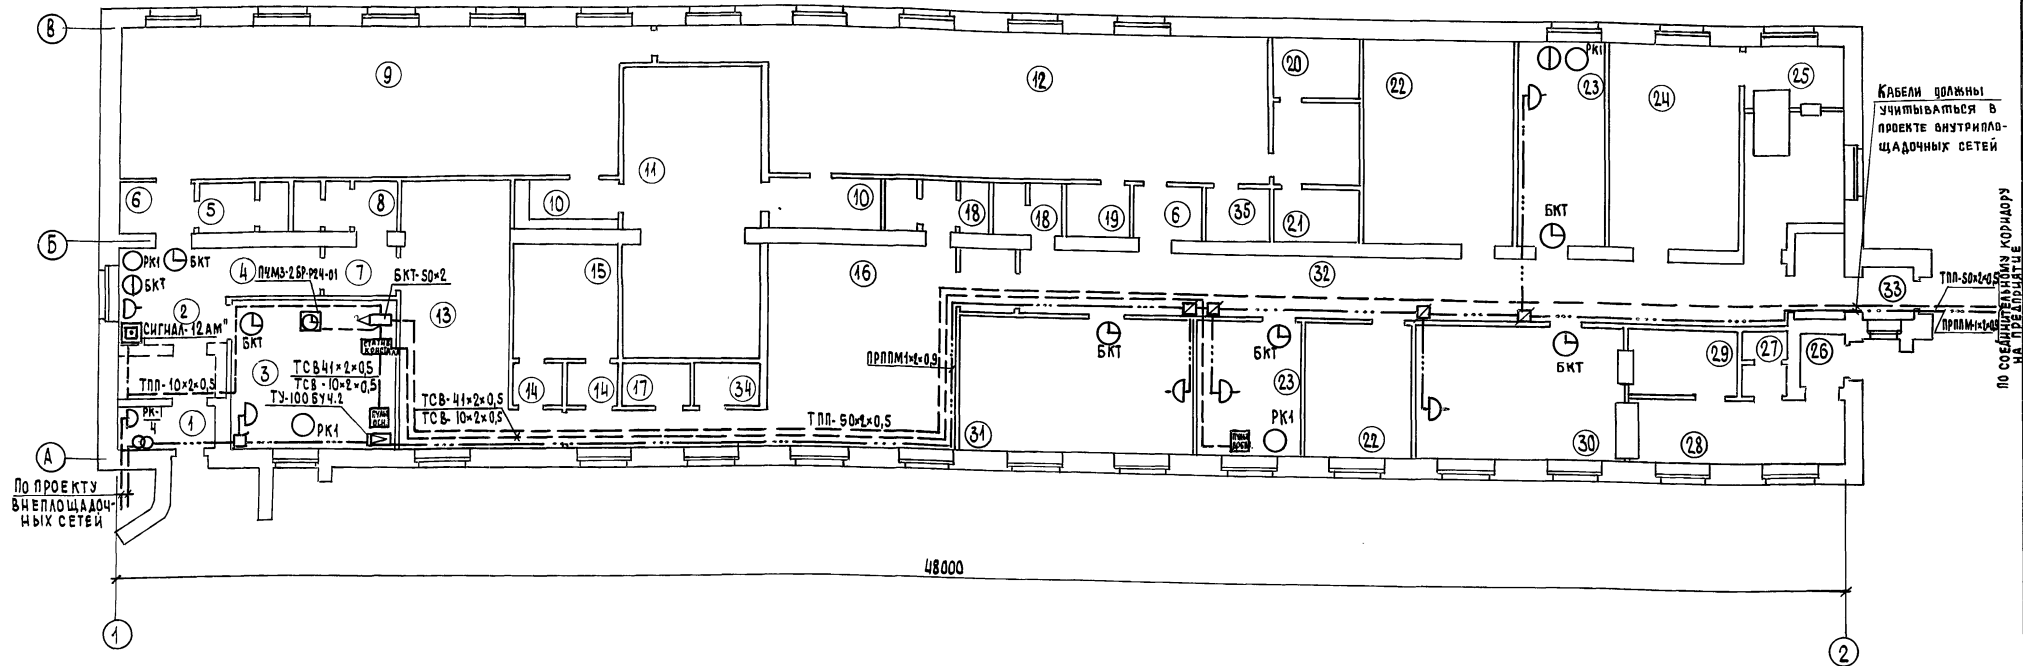 В
9
12
20
22
РК1
23
24
25
КАБЕЛИ ДОЛЖНЫ
УЧИТЫВАТЬСЯ В
ПРОЕКТЕ ВНУТРИПЛО-
ЩАДОЧНЫХ СЕТЕЙ
11
6
5
8
10
10
18
18
19
6
35
21
БКТ
Б
РК1
БКТ
БКТ
4
ПЧМ3-2БР-Р24-01
7
БКТ-50×2
15
16
32
33
ТПП-50×2×0,5
ПРППМ-1×2×0,9
ПО СОЕДИНИТЕЛЬНОМУ КОРИДОРУ
НА ПРЕДПРИЯТИЕ
2
СИГНАЛ-12АМ"
БКТ
13
БКТ
БКТ
БКТ
3
ТСВ 41×2×0,5
ТСВ-10×2×0,5
ТУ-100БУЧ.2
ТПП-10×2×0,5
ПРППМ1×2×0,9
29
27
26
РК-1
1
РК1
14
14
17
34
ТСВ-41×2×0,5
ТСВ-10×2×0,5
ТПП-50×2×0,5
23
РК1
31
22
30
28
А
ПО ПРОЕКТУ
ВНЕПЛОЩАДОЧ-
НЫХ СЕТЕЙ
48000
1
2